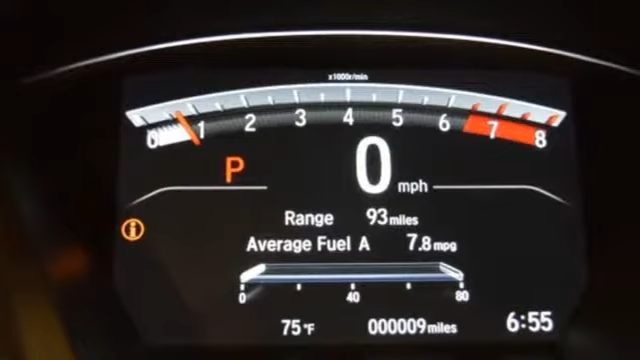 x1000r/min
0 1 2 3 4 5 6 7 8
P
0 mph
Range 93 miles
Average Fuel A 7.8 mpg
0 40 80
75°F 000009 miles 6:55